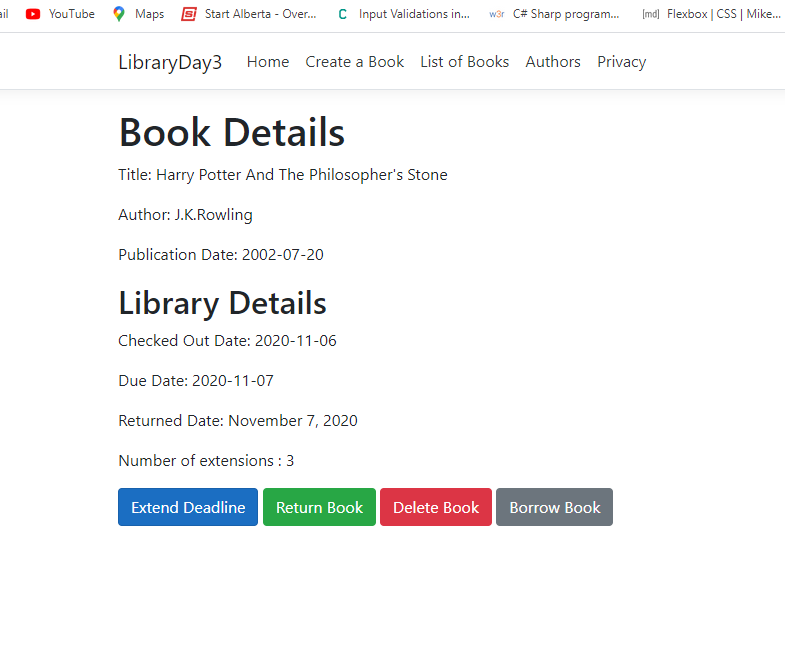 ail YouTube Maps Start Alberta - Over... Input Validations in... w3r C# Sharp program... [md] Flexbox | CSS | Mike...
LibraryDay3 Home Create a Book List of Books Authors Privacy
Book Details
Title: Harry Potter And The Philosopher's Stone
Author: J.K.Rowling
Publication Date: 2002-07-20
Library Details
Checked Out Date: 2020-11-06
Due Date: 2020-11-07
Returned Date: November 7, 2020
Number of extensions : 3
Extend Deadline Return Book Delete Book Borrow Book